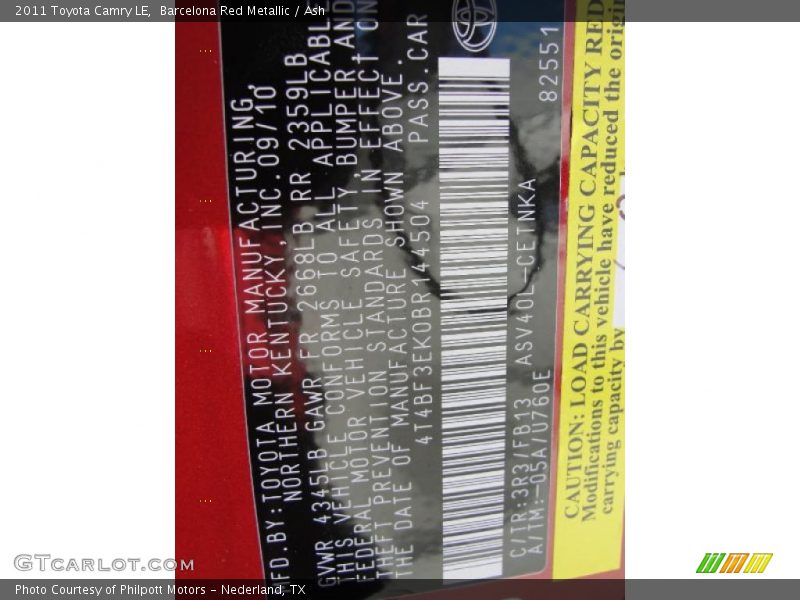 2011 Toyota Camry LE,  Barcelona Red Metallic / Ash
MFD.BY:TOYOTA MOTOR MANUFACTURING,
NORTHERN KENTUCKY,INC.09/10
GVWR 4345LB GAWR FR 2668LB RR 2359LB
THIS VEHICLE CONFORMS TO ALL APPLICABLE
FEDERAL MOTOR VEHICLE SAFETY, BUMPER,AND
THEFT PREVENTION STANDARDS IN EFFECT ON
THE DATE OF MANUFACTURE SHOWN ABOVE.
4T4BF3EK0BR144504 PASS.CAR
C/TR:3R3/FB13 ASV40L-CETNKA
A/TM:-05A/U760E
82551
CAUTION: LOAD CARRYING CAPACITY RED
Modifications to this vehicle have reduced the origin
carrying capacity by
GTcarLot.com
Photo Courtesy of Philpott Motors - Nederland, TX